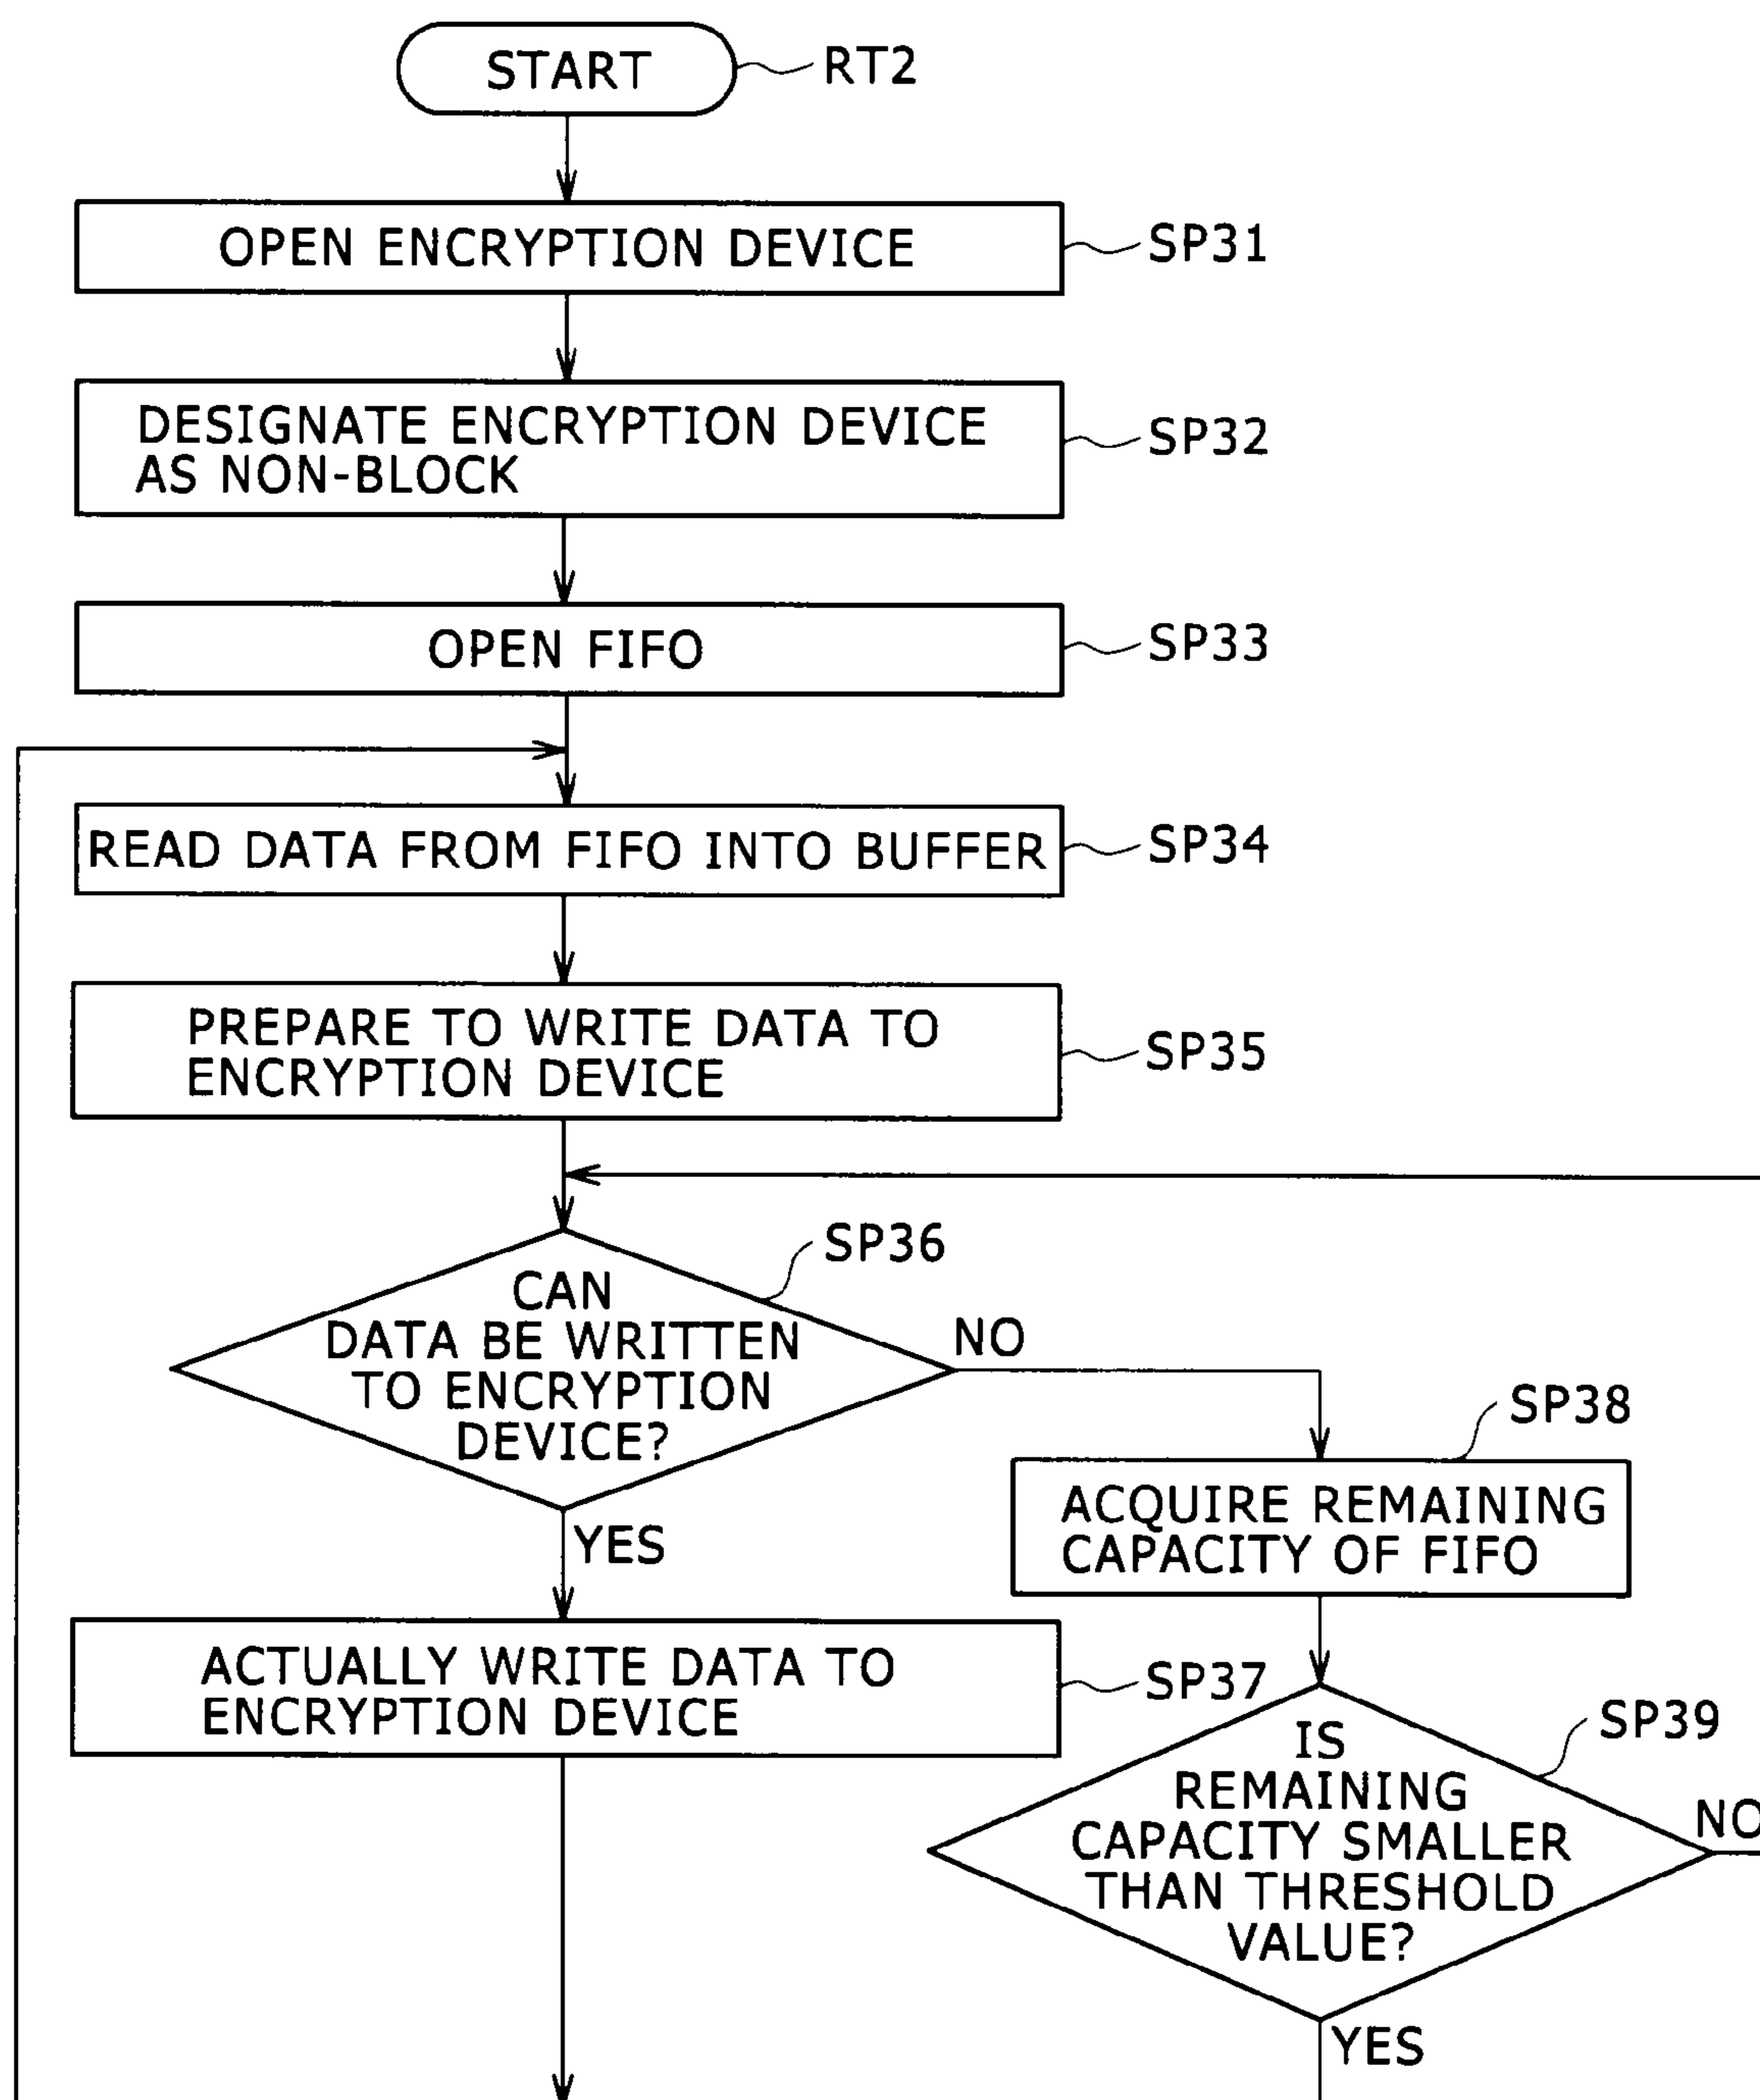 START
RT2
OPEN ENCRYPTION DEVICE
SP31
DESIGNATE ENCRYPTION DEVICE
AS NON-BLOCK
SP32
OPEN FIFO
SP33
READ DATA FROM FIFO INTO BUFFER
SP34
PREPARE TO WRITE DATA TO
ENCRYPTION DEVICE
SP35
SP36
CAN
DATA BE WRITTEN
TO ENCRYPTION
DEVICE?
NO
YES
SP38
ACQUIRE REMAINING
CAPACITY OF FIFO
ACTUALLY WRITE DATA TO
ENCRYPTION DEVICE
SP37
SP39
IS
REMAINING
CAPACITY SMALLER
THAN THRESHOLD
VALUE?
NO
YES